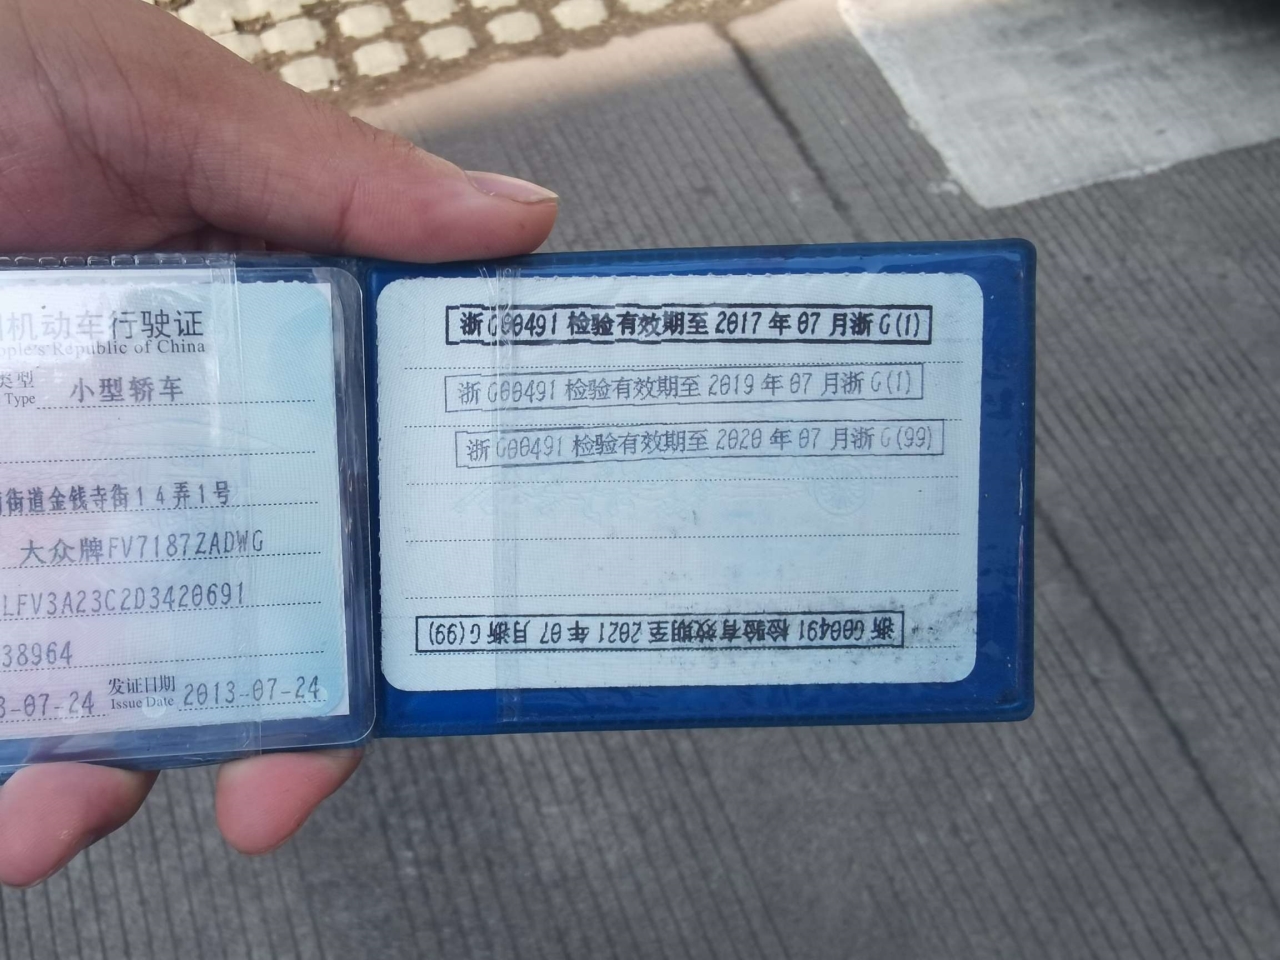 机动车行驶证
ople's Republic of China
类型
Type 小型轿车
街道金钱寺街14弄1号
大众牌FV7187ZADWG
LFV3A23C2D3420691
38964
3-07-24 发证日期 Issue Date 2013-07-24
浙G00491 检验有效期至 2017 年 07 月浙 G(1)
浙G00491 检验有效期至 2019 年 07 月浙 G(1)
浙G00491 检验有效期至 2020 年 07 月浙 G(99)
浙G00491 检验有效期至 2021 年 07 月浙 G(99)